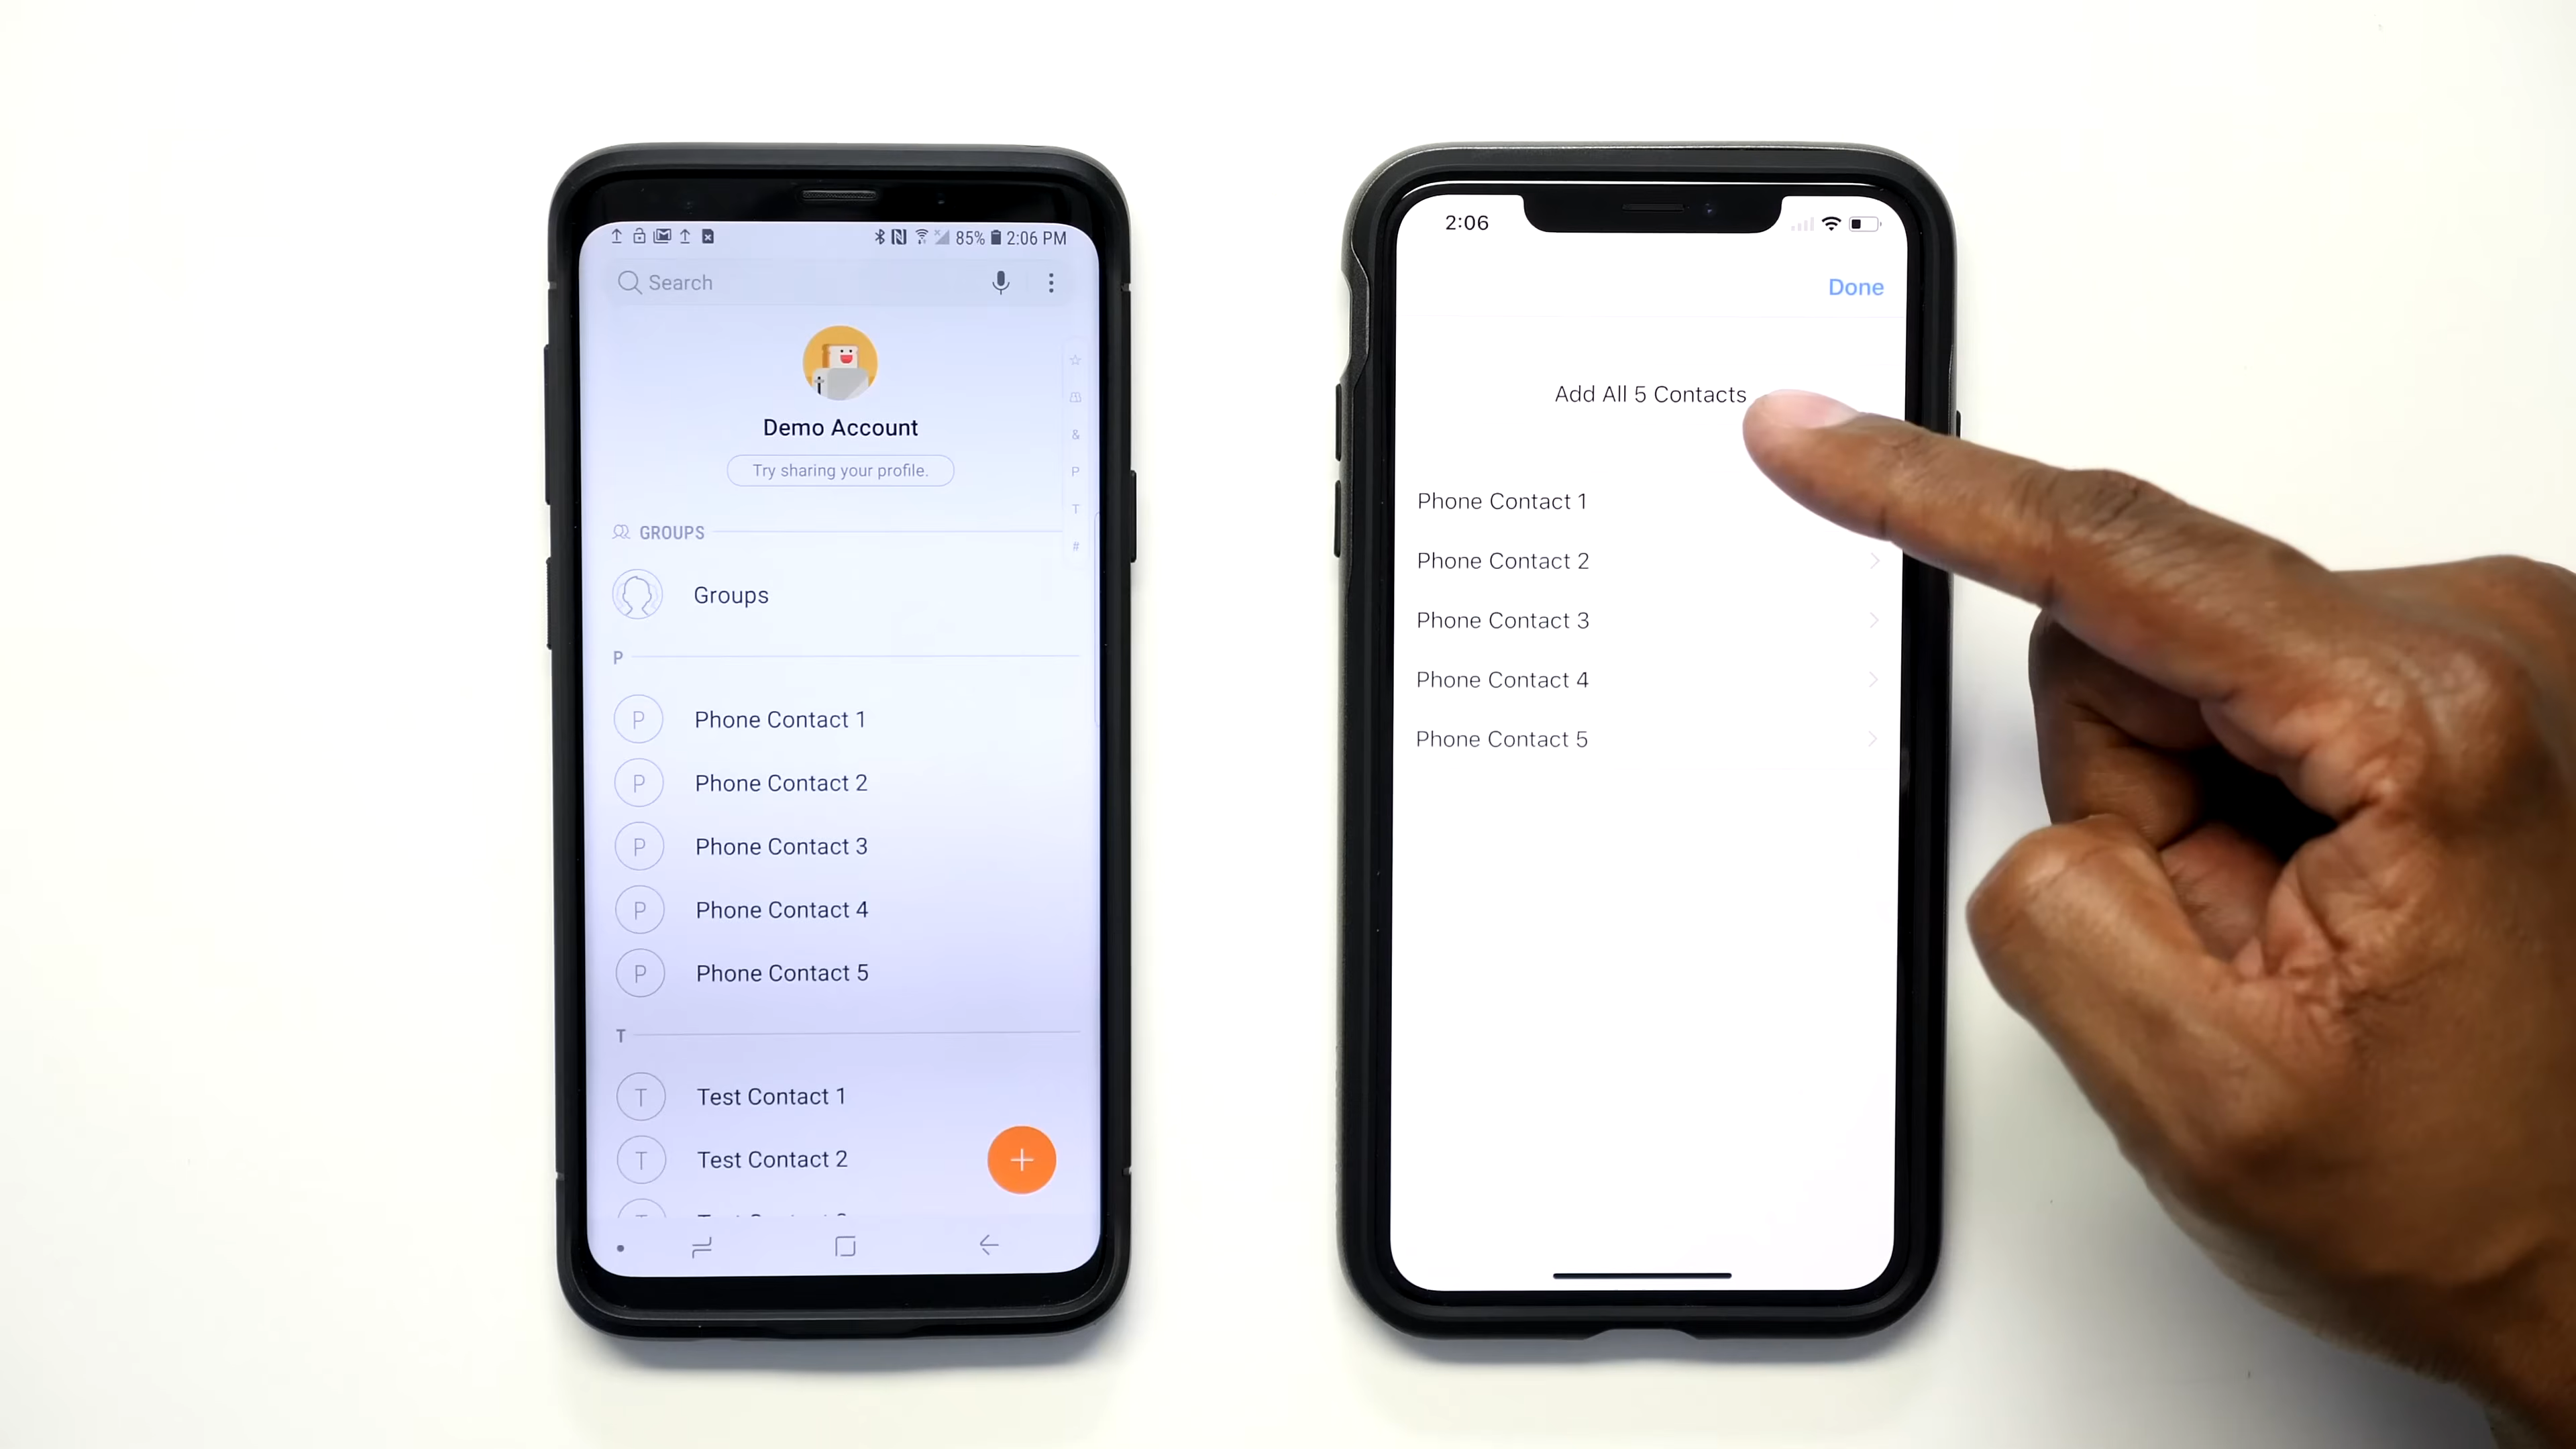 85% 2:06 PM
Search
Demo Account
Try sharing your profile.
&
P
T
#
GROUPS
Groups
P
P Phone Contact 1
P Phone Contact 2
P Phone Contact 3
P Phone Contact 4
P Phone Contact 5
T
T Test Contact 1
T Test Contact 2
2:06
Done
Add All 5 Contacts
Phone Contact 1
Phone Contact 2
Phone Contact 3
Phone Contact 4
Phone Contact 5